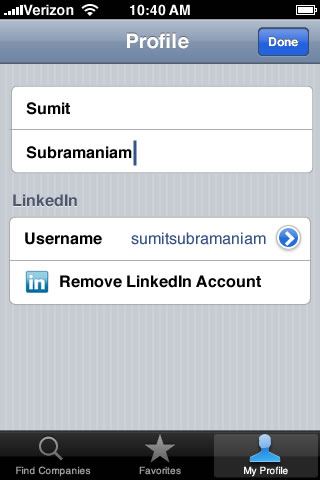 Verizon 10:40 AM
Profile
Done
Sumit
Subramaniam
LinkedIn
Username sumitsubramaniam
in Remove LinkedIn Account
Find Companies Favorites My Profile